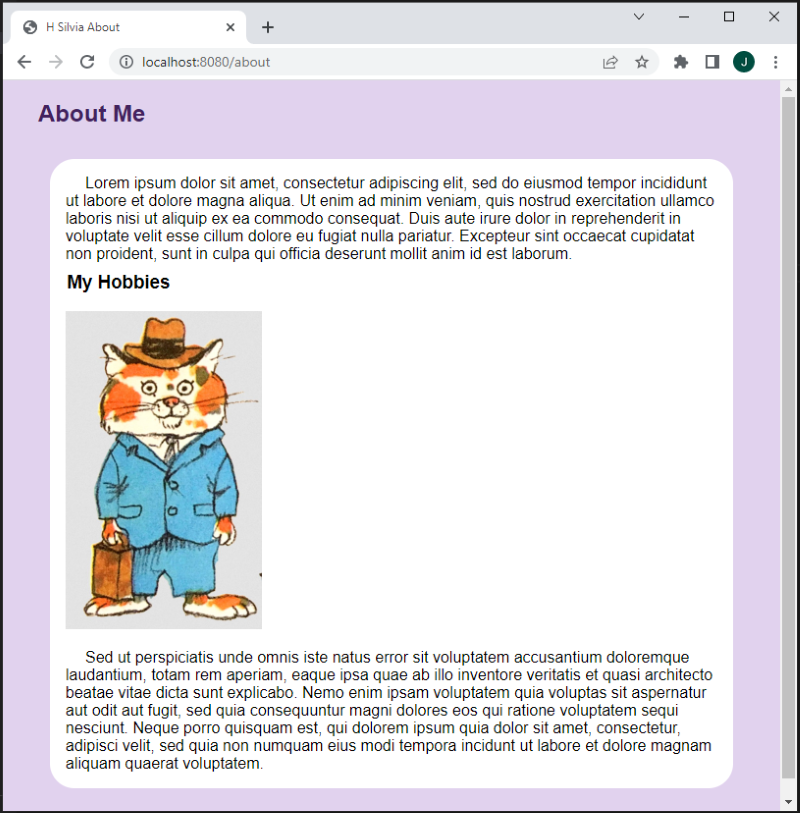 H Silvia About
localhost:8080/about
J
About Me
Lorem ipsum dolor sit amet, consectetur adipiscing elit, sed do eiusmod tempor incididunt
ut labore et dolore magna aliqua. Ut enim ad minim veniam, quis nostrud exercitation ullamco
laboris nisi ut aliquip ex ea commodo consequat. Duis aute irure dolor in reprehenderit in
voluptate velit esse cillum dolore eu fugiat nulla pariatur. Excepteur sint occaecat cupidatat
non proident, sunt in culpa qui officia deserunt mollit anim id est laborum.
My Hobbies
Sed ut perspiciatis unde omnis iste natus error sit voluptatem accusantium doloremque
laudantium, totam rem aperiam, eaque ipsa quae ab illo inventore veritatis et quasi architecto
beatae vitae dicta sunt explicabo. Nemo enim ipsam voluptatem quia voluptas sit aspernatur
aut odit aut fugit, sed quia consequuntur magni dolores eos qui ratione voluptatem sequi
nesciunt. Neque porro quisquam est, qui dolorem ipsum quia dolor sit amet, consectetur,
adipisci velit, sed quia non numquam eius modi tempora incidunt ut labore et dolore magnam
aliquam quaerat voluptatem.